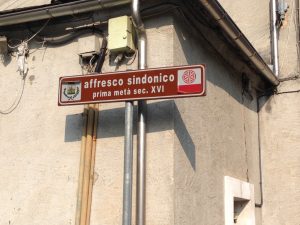 affresco sindonico
prima metà sec. XVI